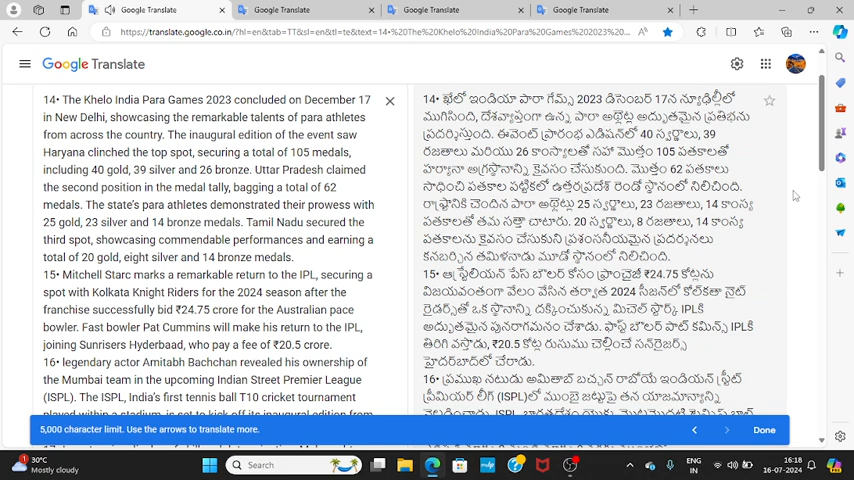 Google Translate
Google Translate
Google Translate
Google Translate
https://translate.google.co.in/?hl=en&tab=TT&sl=en&tl=te&text=14•%20The%20Khelo%20India%20Para%20Games%202023%20...
Google Translate
14• The Khelo India Para Games 2023 concluded on December 17
in New Delhi, showcasing the remarkable talents of para athletes
from across the country. The inaugural edition of the event saw
Haryana clinched the top spot, securing a total of 105 medals,
including 40 gold, 39 silver and 26 bronze. Uttar Pradesh claimed
the second position in the medal tally, bagging a total of 62
medals. The state's para athletes demonstrated their prowess with
25 gold, 23 silver and 14 bronze medals. Tamil Nadu secured the
third spot, showcasing commendable performances and earning a
total of 20 gold, eight silver and 14 bronze medals.
15• Mitchell Starc marks a remarkable return to the IPL, securing a
spot with Kolkata Knight Riders for the 2024 season after the
franchise successfully bid ₹24.75 crore for the Australian pace
bowler. Fast bowler Pat Cummins will make his return to the IPL,
joining Sunrisers Hyderbaad, who pay a fee of ₹20.5 crore.
16• legendary actor Amitabh Bachchan revealed his ownership of
the Mumbai team in the upcoming Indian Street Premier League
(ISPL). The ISPL, India's first tennis ball T10 cricket tournament
played within a stadium, is set to kick off its inaugural edition from
14• ఖేలో ఇండియా పారా గేమ్స్ 2023 డిసెంబర్ 17న న్యూఢిల్లీలో
ముగిసింది, దేశవ్యాప్తంగా ఉన్న పారా అథ్లెట్ల అద్భుతమైన ప్రతిభను
ప్రదర్శిస్తుంది. ఈవెంట్ ప్రారంభ ఎడిషన్‌లో 40 స్వర్ణాలు, 39
రజతాలు మరియు 26 కాంస్యాలతో సహా మొత్తం 105 పతకాలతో
హర్యానా అగ్రస్థానాన్ని కైవసం చేసుకుంది. మొత్తం 62 పతకాలు
సాధించి పతకాల పట్టికలో ఉత్తరప్రదేశ్ రెండో స్థానంలో నిలిచింది.
రాష్ట్రానికి చెందిన పారా అథ్లెట్లు 25 స్వర్ణాలు, 23 రజతాలు, 14 కాంస్య
పతకాలతో తమ సత్తా చాటారు. 20 స్వర్ణాలు, 8 రజతాలు, 14 కాంస్య
పతకాలను కైవసం చేసుకుని ప్రశంసనీయమైన ప్రదర్శనలు
కనబర్చిన తమిళనాడు మూడో స్థానంలో నిలిచింది.
15• ఆస్ట్రేలియన్ పేస్ బౌలర్ కోసం ఫ్రాంచైజీ ₹24.75 కోట్లను
విజయవంతంగా వేలం వేసిన తర్వాత 2024 సీజన్‌లో కోల్‌కతా నైట్
రైడర్స్‌తో ఒక స్థానాన్ని దక్కించుకున్న మిచెల్ స్టార్క్ IPLకి
అద్భుతమైన పునరాగమనం చేశాడు. ఫాస్ట్ బౌలర్ పాట్ కమిన్స్ IPLకి
తిరిగి వస్తాడు, ₹20.5 కోట్ల రుసుము చెల్లించే సన్‌రైజర్స్
హైదరాబాద్‌లో చేరాడు.
16• ప్రముఖ నటుడు అమితాబ్ బచ్చన్ రాబోయే ఇండియన్ స్ట్రీట్
ప్రీమియర్ లీగ్ (ISPL)లో ముంబై జట్టుపై తన యాజమాన్యాన్ని
5,000 character limit. Use the arrows to translate more.
Done
30°C
Mostly cloudy
Search
ENG
IN
16:18
16-07-2024